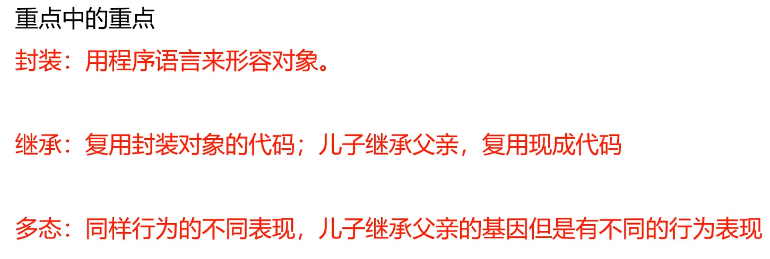 重点中的重点
封装：用程序语言来形容对象。
继承：复用封装对象的代码；儿子继承父亲，复用现成代码
多态：同样行为的不同表现，儿子继承父亲的基因但是有不同的行为表现